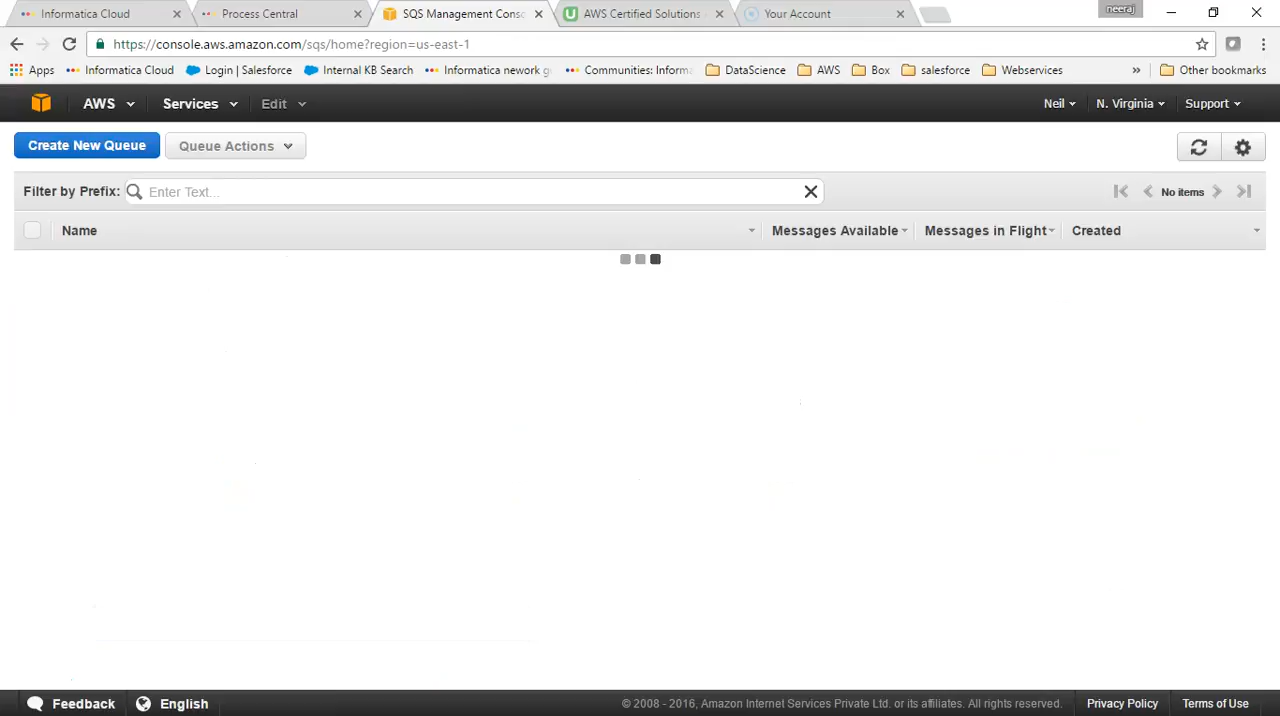 Informatica Cloud
Process Central
SQS Management Conso
AWS Certified Solutions
Your Account
neeraj
https://console.aws.amazon.com/sqs/home?region=us-east-1
Apps
Informatica Cloud
Login | Salesforce
Internal KB Search
Informatica nework g
Communities: Informa
DataScience
AWS
Box
salesforce
Webservices
»
Other bookmarks
AWS
Services
Edit
Neil
N. Virginia
Support
Create New Queue
Queue Actions
Filter by Prefix:
Enter Text...
No items
Name
Messages Available
Messages in Flight
Created
Feedback
English
© 2008 - 2016, Amazon Internet Services Private Ltd. or its affiliates. All rights reserved.
Privacy Policy
Terms of Use